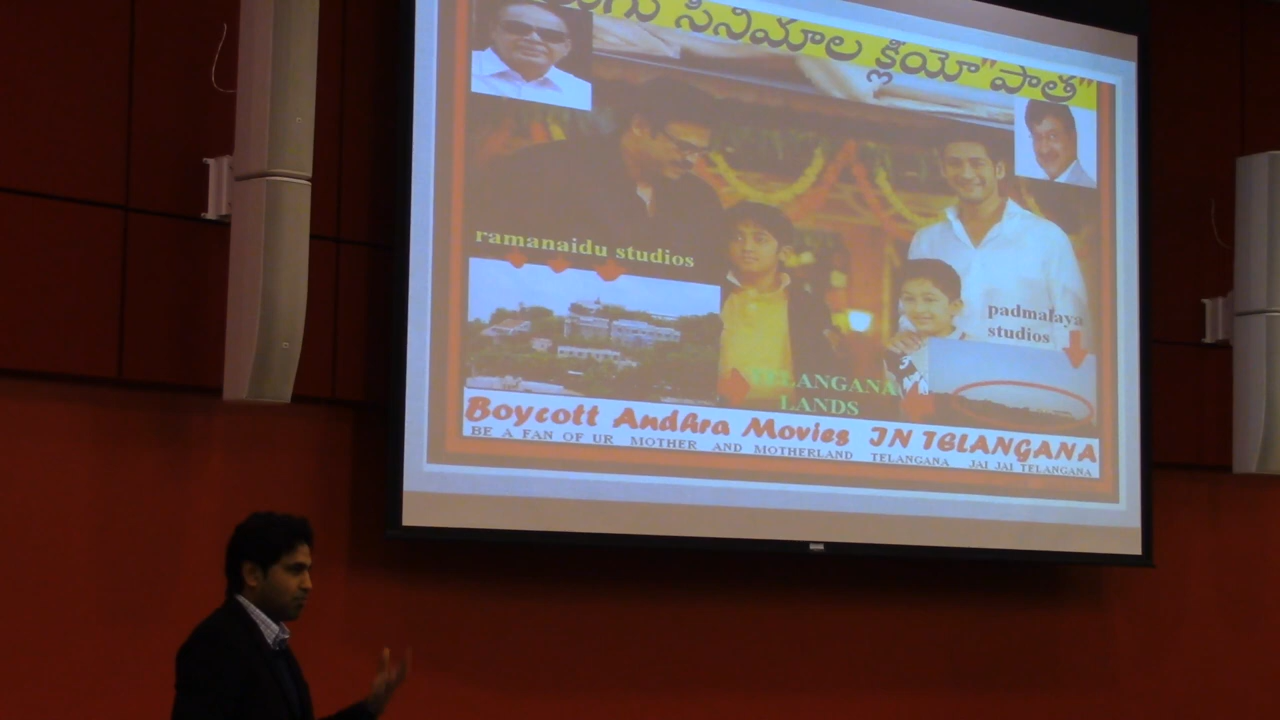 సినిమాల క్లియో"పాత"
ramanaidu studios
padmalaya
studios
TELANGANA
LANDS
Boycott Andhra Movies IN TELANGANA
BE A FAN OF UR MOTHER AND MOTHERLAND TELANGANA JAI JAI TELANGANA